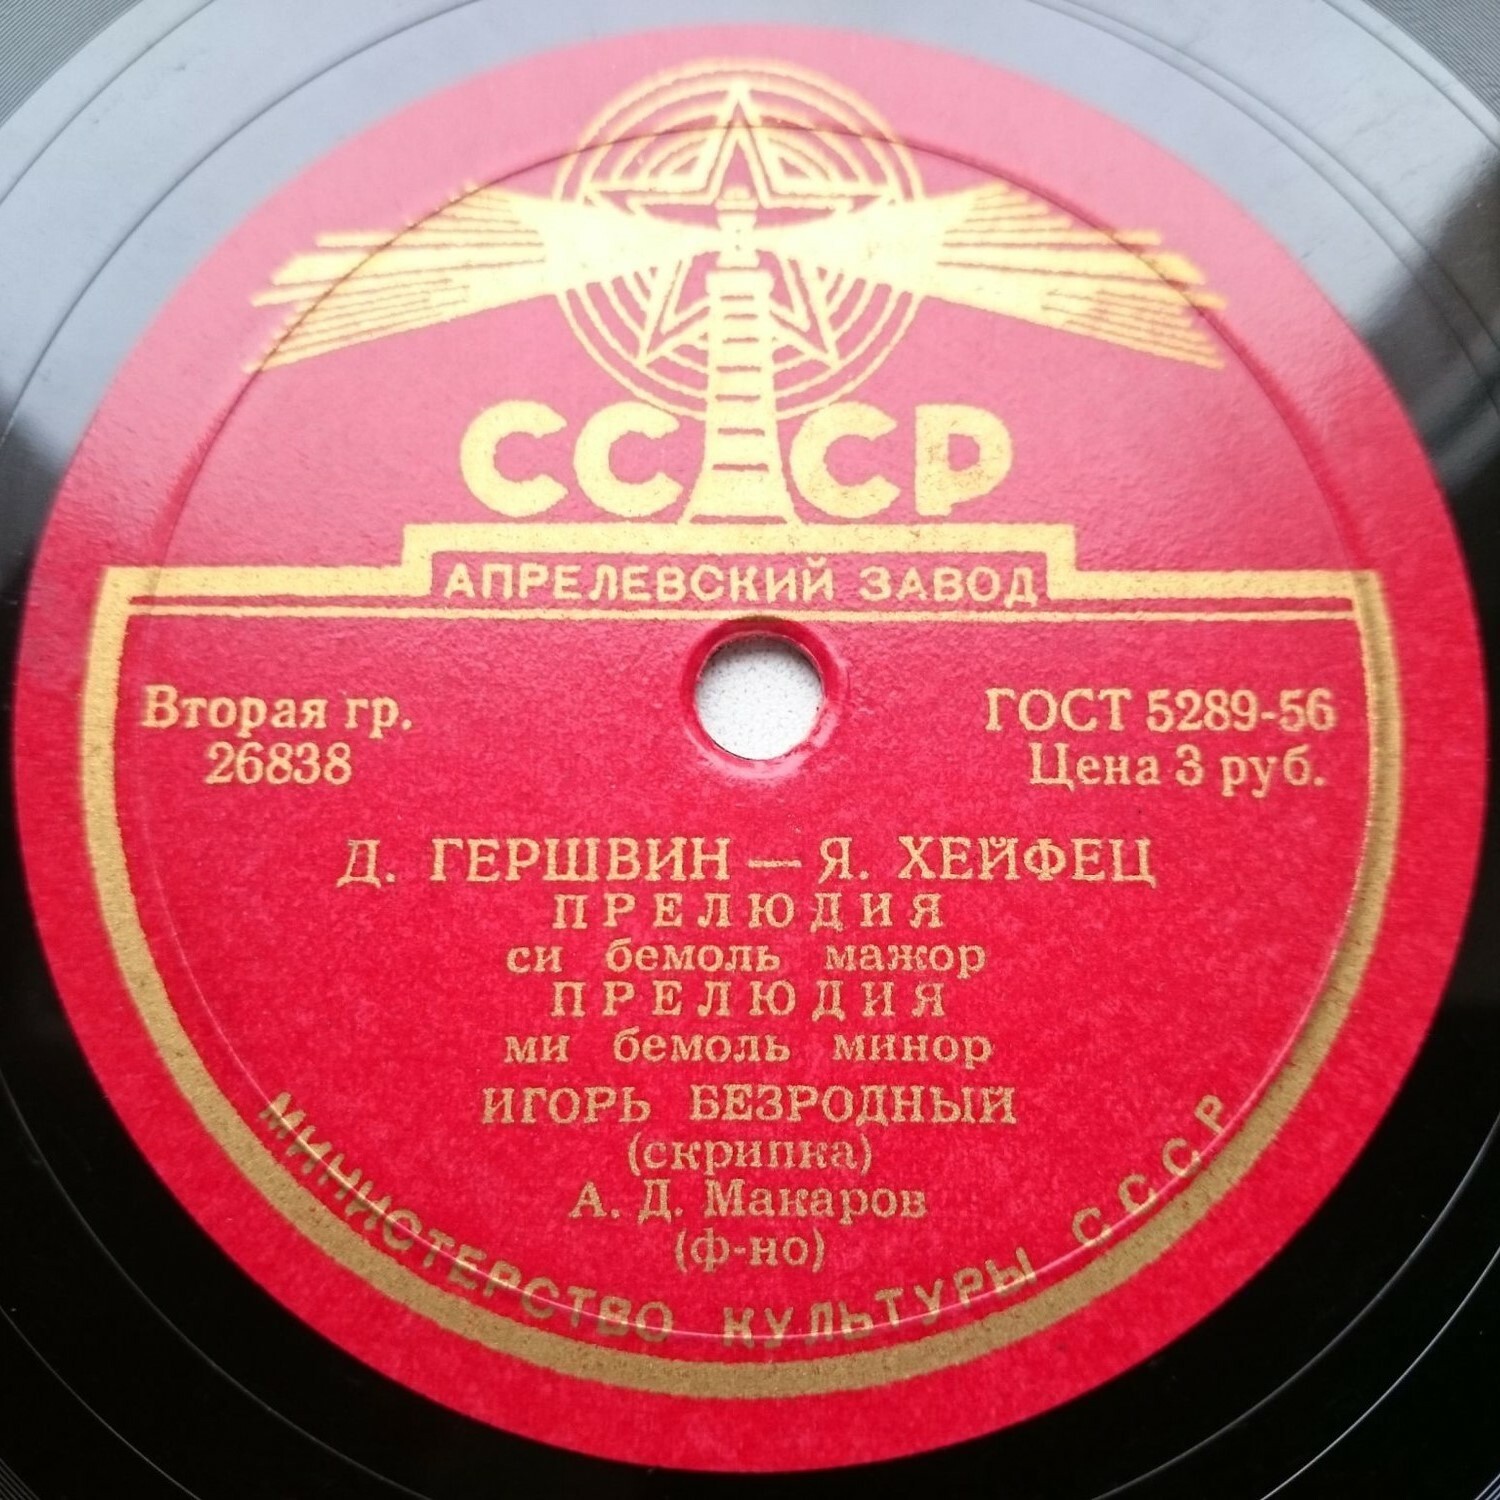 СССР
АПРЕЛЕВСКИЙ ЗАВОД
Вторая гр.
26838
ГОСТ 5289-56
Цена 3 руб.
Д. ГЕРШВИН — Я. ХЕЙФЕЦ
ПРЕЛЮДИЯ
си бемоль мажор
ПРЕЛЮДИЯ
ми бемоль минор
ИГОРЬ БЕЗРОДНЫЙ
(скрипка)
А. Д. Макаров
(ф-но)
МИНИСТЕРСТВО КУЛЬТУРЫ СССР